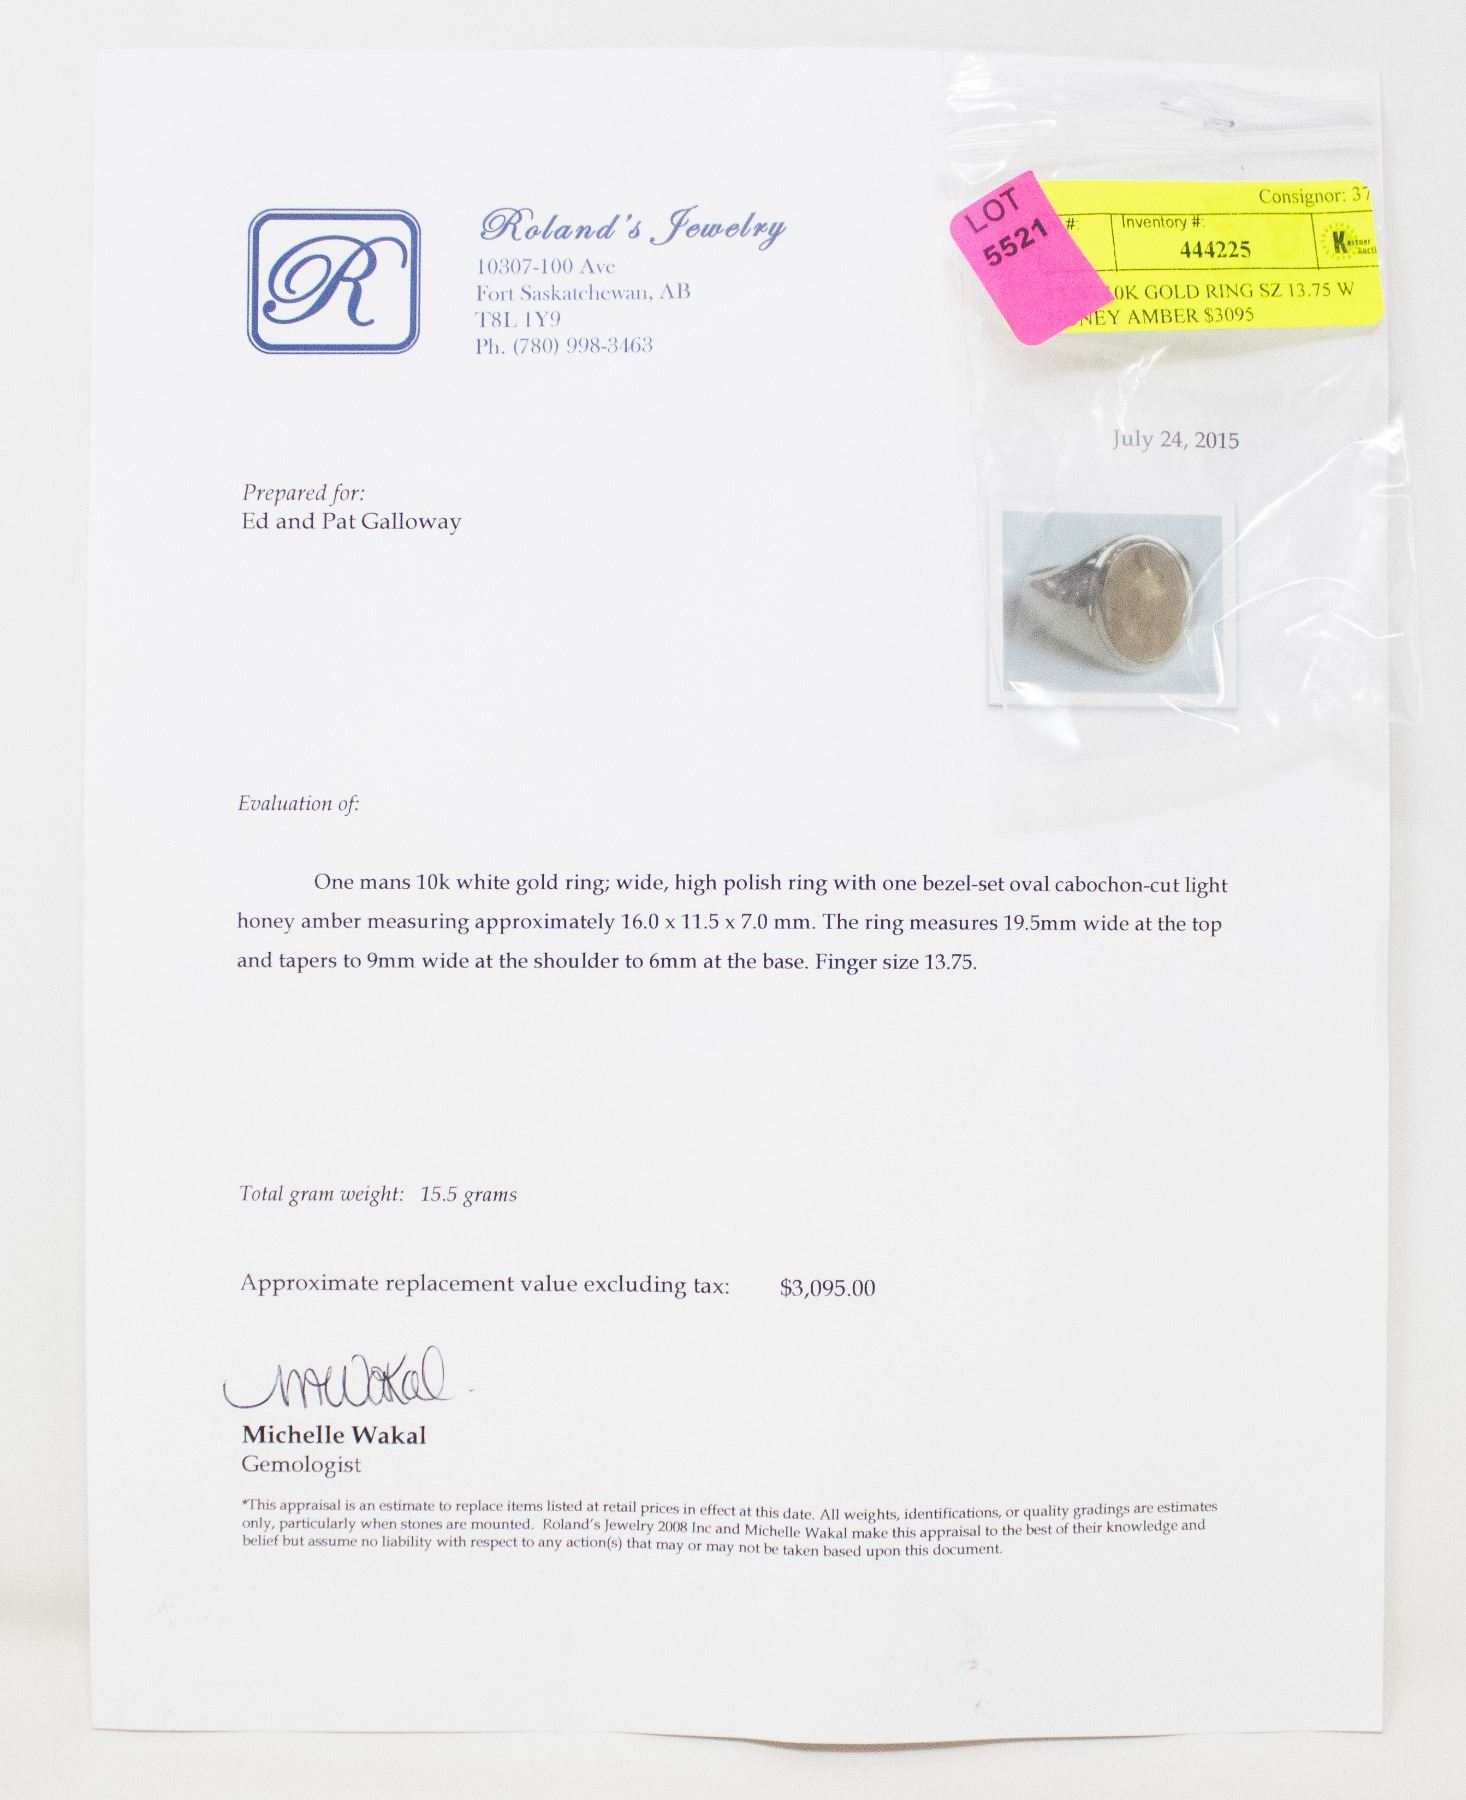 R
Roland's Jewelry
10307-100 Ave
Fort Saskatchewan, AB
T8L 1Y9
Ph. (780) 998-3463
LOT
5521
Consignor: 37
#:
Inventory #:
444225
Kastner
Aucti
10K GOLD RING SZ 13.75 W
NEY AMBER $3095
July 24, 2015
Prepared for:
Ed and Pat Galloway
Evaluation of:
One mans 10k white gold ring; wide, high polish ring with one bezel-set oval cabochon-cut light
honey amber measuring approximately 16.0 x 11.5 x 7.0 mm. The ring measures 19.5mm wide at the top
and tapers to 9mm wide at the shoulder to 6mm at the base. Finger size 13.75.
Total gram weight: 15.5 grams
Approximate replacement value excluding tax: $3,095.00
Michelle Wakal
Gemologist
*This appraisal is an estimate to replace items listed at retail prices in effect at this date. All weights, identifications, or quality gradings are estimates
only, particularly when stones are mounted. Roland's Jewelry 2008 Inc and Michelle Wakal make this appraisal to the best of their knowledge and
belief but assume no liability with respect to any action(s) that may or may not be taken based upon this document.